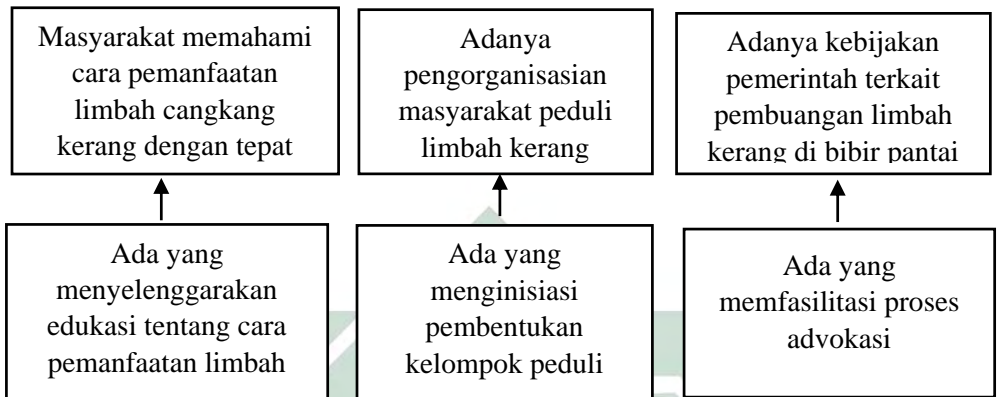 Masyarakat memahami
cara pemanfaatan
limbah cangkang
kerang dengan tepat
Adanya
pengorganisasian
masyarakat peduli
limbah kerang
Adanya kebijakan
pemerintah terkait
pembuangan limbah
kerang di bibir pantai
Ada yang
menyelenggarakan
edukasi tentang cara
pemanfaatan limbah
Ada yang
menginisiasi
pembentukan
kelompok peduli
Ada yang
memfasilitasi proses
advokasi